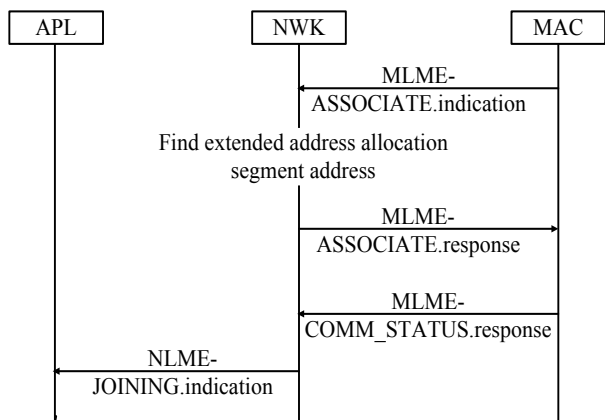 APL NWK MAC
MLME-
ASSOCIATE.indication
Find extended address allocation
segment address
MLME-
ASSOCIATE.response
MLME-
COMM_STATUS.response
NLME-
JOINING.indication